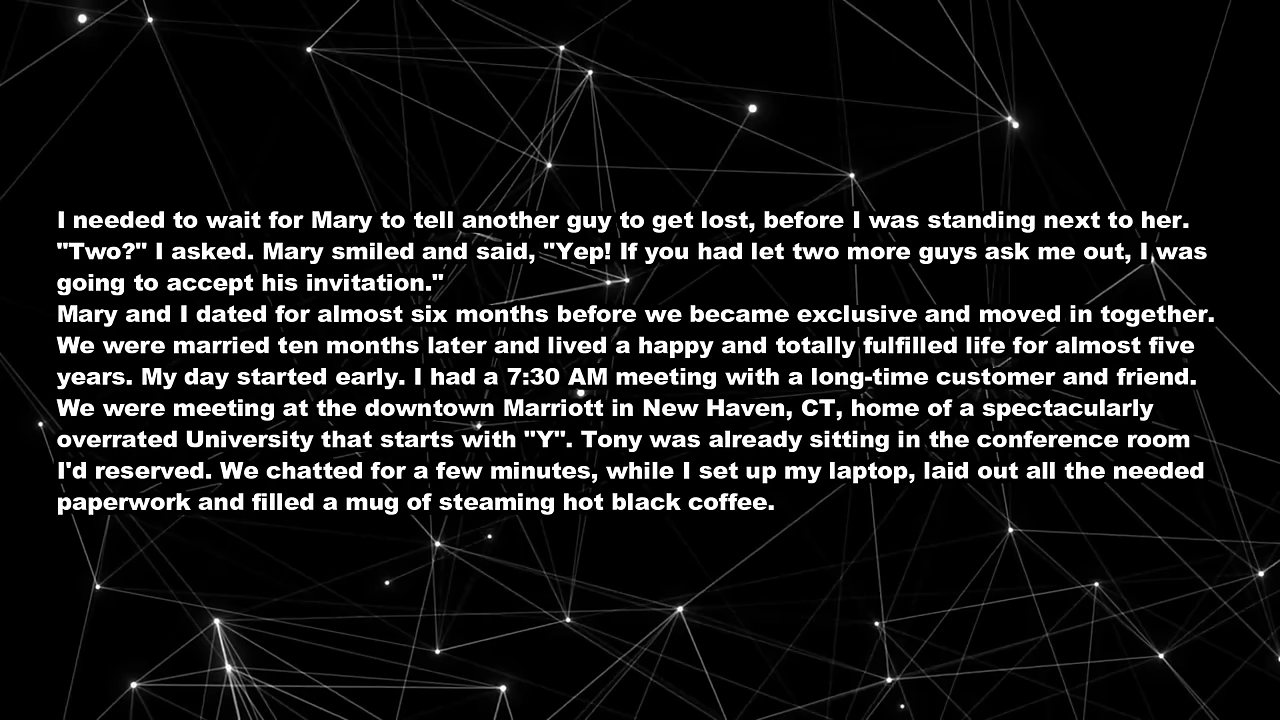 I needed to wait for Mary to tell another guy to get lost, before I was standing next to her.
"Two?" I asked. Mary smiled and said, "Yep! If you had let two more guys ask me out, I was
going to accept his invitation."
Mary and I dated for almost six months before we became exclusive and moved in together.
We were married ten months later and lived a happy and totally fulfilled life for almost five
years. My day started early. I had a 7:30 AM meeting with a long-time customer and friend.
We were meeting at the downtown Marriott in New Haven, CT, home of a spectacularly
overrated University that starts with "Y". Tony was already sitting in the conference room
I'd reserved. We chatted for a few minutes, while I set up my laptop, laid out all the needed
paperwork and filled a mug of steaming hot black coffee.